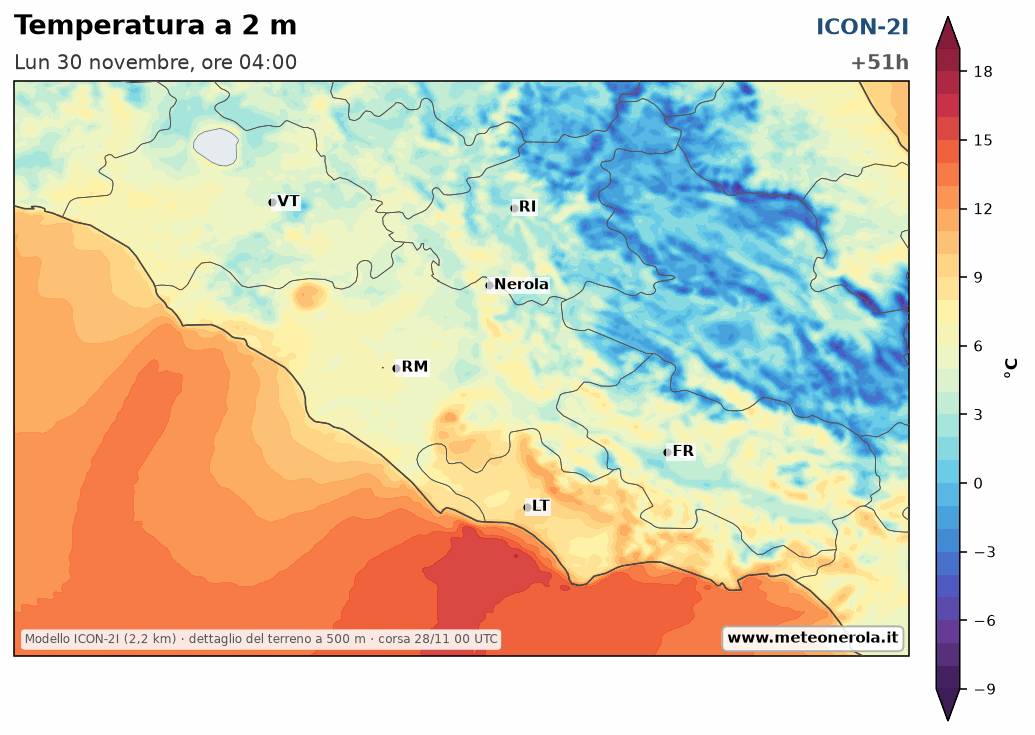 Temperatura a 2 m
ICON-2I
Lun 30 novembre, ore 04:00
+51h
VT
RI
Nerola
RM
FR
LT
Modello ICON-2I (2,2 km) · dettaglio del terreno a 500 m · corsa 28/11 00 UTC
www.meteonerola.it
18
15
12
9
6
3
0
−3
−6
−9
°C